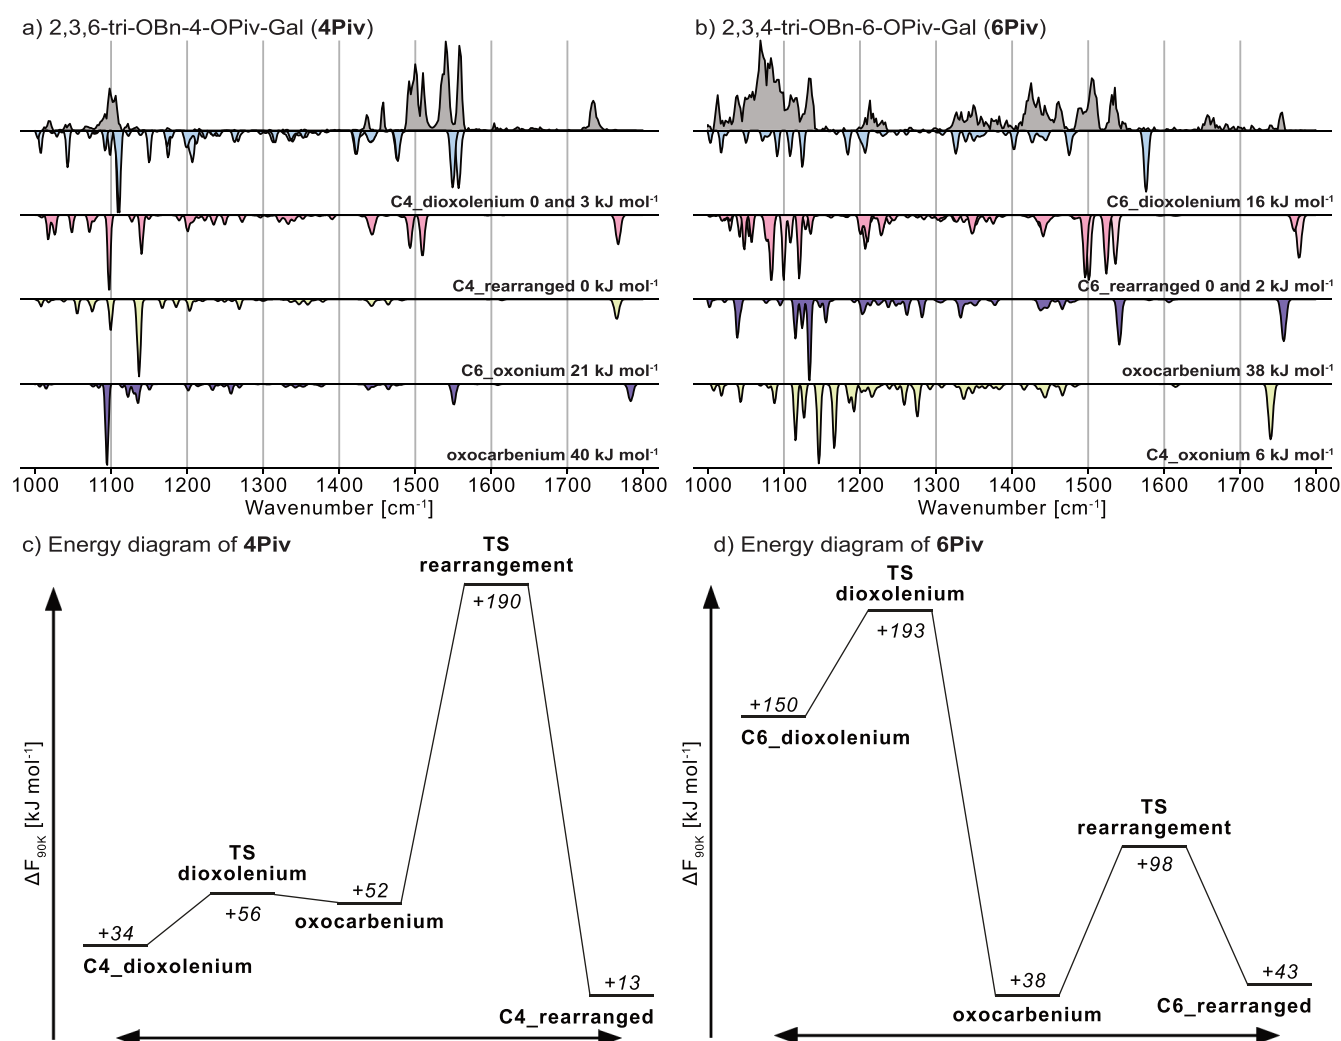 a) 2,3,6-tri-OBn-4-OPiv-Gal (4Piv)
C4_dioxolenium 0 and 3 kJ mol-1
C4_rearranged 0 kJ mol-1
C6_oxonium 21 kJ mol-1
oxocarbenium 40 kJ mol-1
1000 1100 1200 1300 1400 1500 1600 1700 1800
Wavenumber [cm-1]
b) 2,3,4-tri-OBn-6-OPiv-Gal (6Piv)
C6_dioxolenium 16 kJ mol-1
C6_rearranged 0 and 2 kJ mol-1
oxocarbenium 38 kJ mol-1
C4_oxonium 6 kJ mol-1
1000 1100 1200 1300 1400 1500 1600 1700 1800
Wavenumber [cm-1]
c) Energy diagram of 4Piv
ΔF90K [kJ mol-1]
+34
C4_dioxolenium
TS
dioxolenium
+56
+52
oxocarbenium
TS
rearrangement
+190
+13
C4_rearranged
d) Energy diagram of 6Piv
ΔF90K [kJ mol-1]
+150
C6_dioxolenium
TS
dioxolenium
+193
+38
oxocarbenium
TS
rearrangement
+98
+43
C6_rearranged